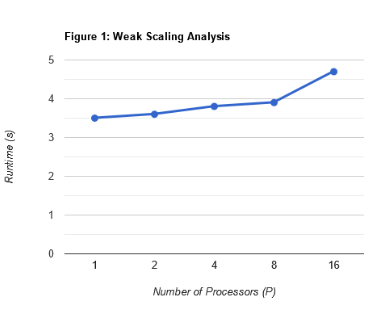 Figure 1: Weak Scaling Analysis
5
4
3
2
1
0
Runtime (s)
1 2 4 8 16
Number of Processors (P)